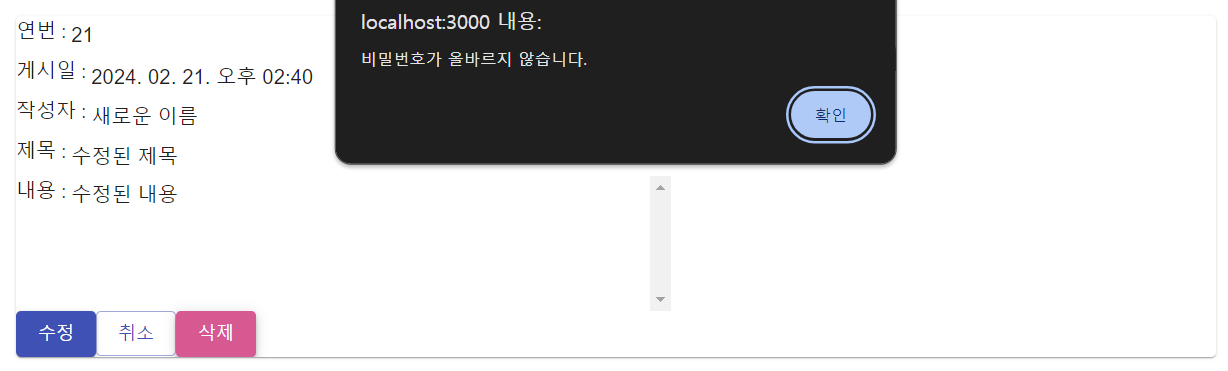 localhost:3000 내용:
비밀번호가 올바르지 않습니다.
확인
연번 : 21
게시일 : 2024. 02. 21. 오후 02:40
작성자 : 새로운 이름
제목 : 수정된 제목
내용 : 수정된 내용
수정 취소 삭제